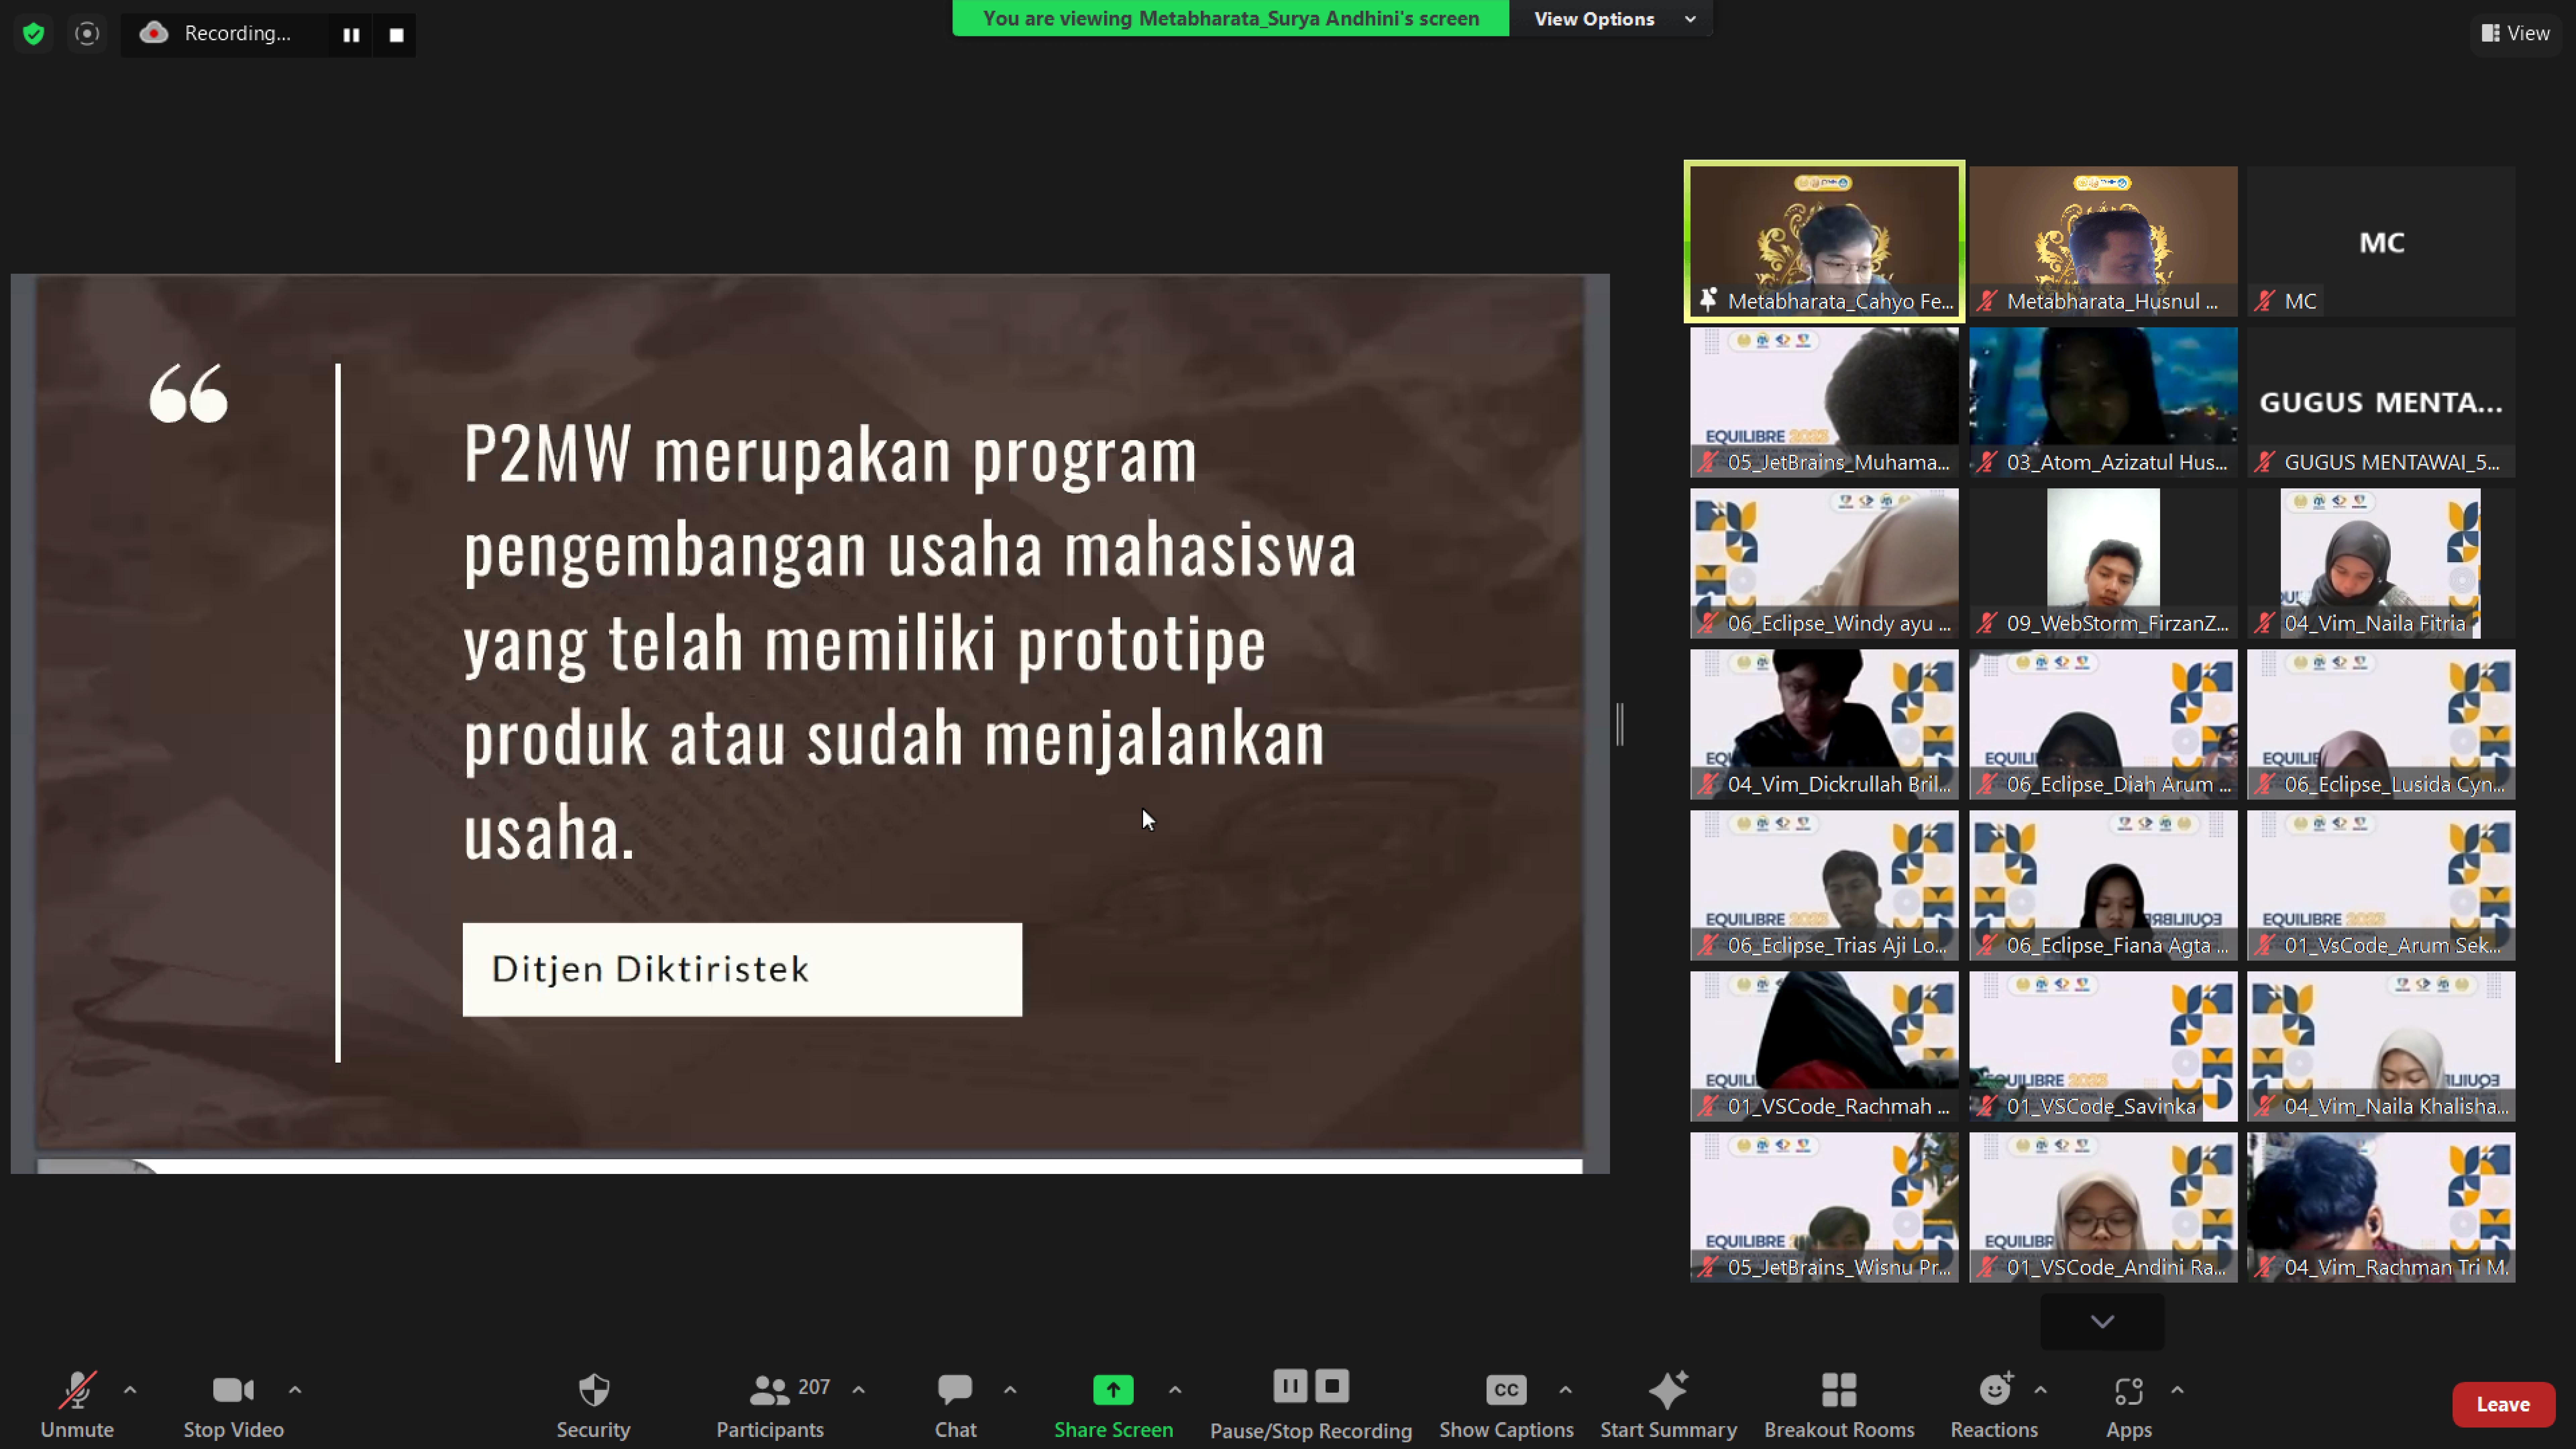 Recording...
You are viewing Metabharata_Surya Andhini's screen
View Options
View
P2MW merupakan program
pengembangan usaha mahasiswa
yang telah memiliki prototipe
produk atau sudah menjalankan
usaha.
Ditjen Diktiristek
Metabharata_Cahyo Fe...
Metabharata_Husnul ...
MC
MC
EQUILIBRE 2023
05_JetBrains_Muhama...
03_Atom_Azizatul Hus...
GUGUS MENTA...
GUGUS MENTAWAI_5...
06_Eclipse_Windy ayu ...
09_WebStorm_FirzanZ...
04_Vim_Naila Fitria
04_Vim_Dickrullah Bril...
06_Eclipse_Diah Arum ...
06_Eclipse_Lusida Cyn...
EQUILIBRE 2023
06_Eclipse_Trias Aji Lo...
EQUILIBRE
06_Eclipse_Fiana Agta ...
EQUILIBRE 2023
01_VsCode_Arum Sek...
01_VSCode_Rachmah ...
01_VSCode_Savinka
04_Vim_Naila Khalisha...
EQUILIBRE
05_JetBrains_Wisnu Pr...
01_VSCode_Andini Ra...
04_Vim_Rachman Tri M.
Unmute
Stop Video
Security
Participants
207
Chat
Share Screen
Pause/Stop Recording
CC
Show Captions
Start Summary
Breakout Rooms
Reactions
Apps
Leave